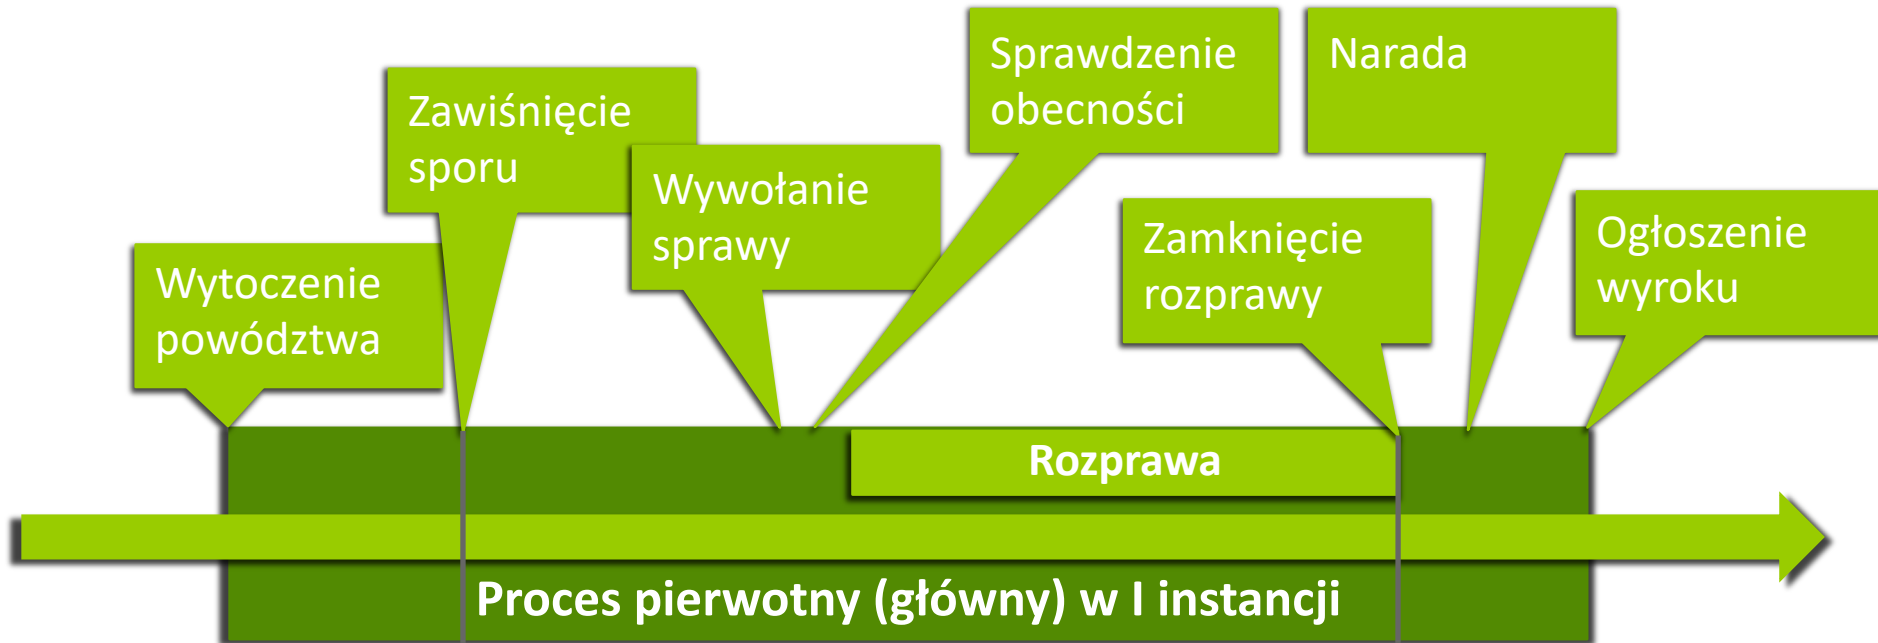 Wytoczenie
powództwa
Zawiśnięcie
sporu
Wywołanie
sprawy
Sprawdzenie
obecności
Zamknięcie
rozprawy
Narada
Ogłoszenie
wyroku
Rozprawa
Proces pierwotny (główny) w I instancji